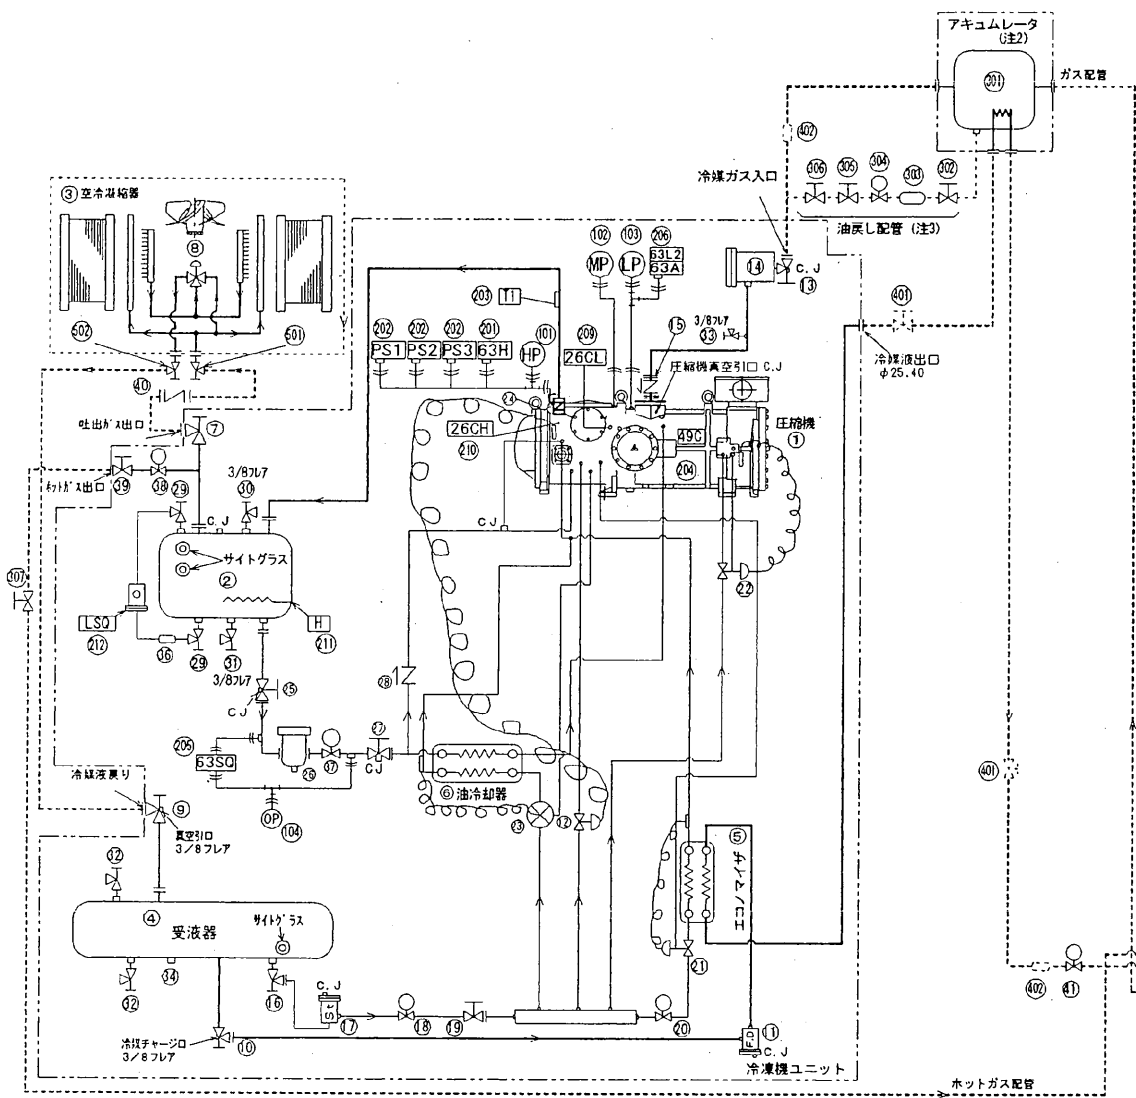 アキュムレータ
(注2)
301
ガス配管
402
306
305
304
303
302
冷媒ガス入口
油戻し配管 (注3)
③空冷凝縮器
8
102
103
206
MP
LP
63L2
63A
14
C.J
13
203
T1
401
502
501
202
202
202
201
101
209
15
3/8フレア
33
PS1
PS2
PS3
63H
HP
26CL
圧縮機真空引口 C.J
冷媒液出口
φ25.40
40
24
吐出ガス出口
7
26CH
210
49C
圧縮機
1
204
ホットガス出口
39
38
29
3/8フレア
30
C.J
CJ
サイトグラス
2
307
22
LSQ
212
H
211
36
29
31
3/8フレア
25
CJ
28
205
63SQ
26
37
27
CJ
401
冷媒液戻り
9
⑥油冷却器
OP
104
23
12
真空引口
3/8フレア
5
エコノマイザ
32
4
受液器
サイトグラス
32
34
16
C.J
St
17
18
19
20
21
402
41
冷媒チャージ口
3/8フレア
10
F.D
11
C.J
冷凍機ユニット
ホットガス配管